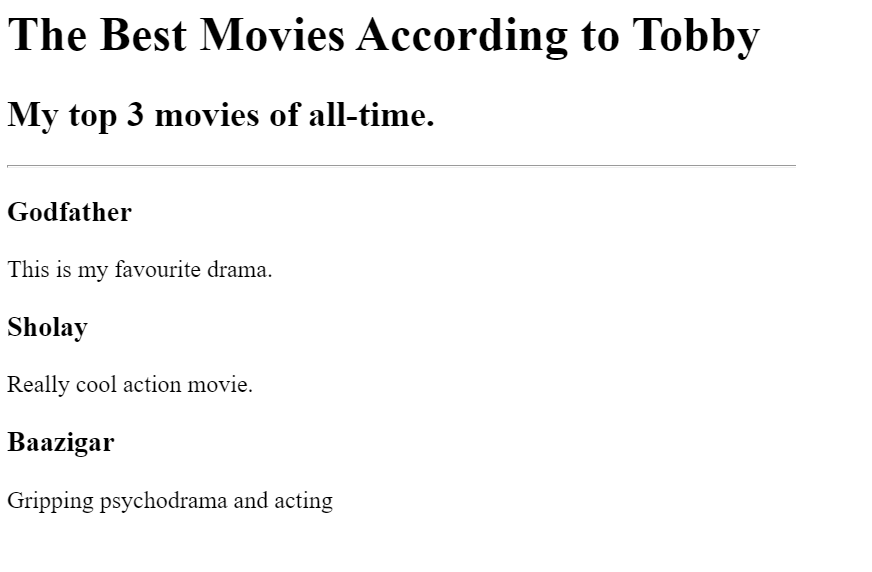 The Best Movies According to Tobby
My top 3 movies of all-time.
Godfather
This is my favourite drama.
Sholay
Really cool action movie.
Baazigar
Gripping psychodrama and acting